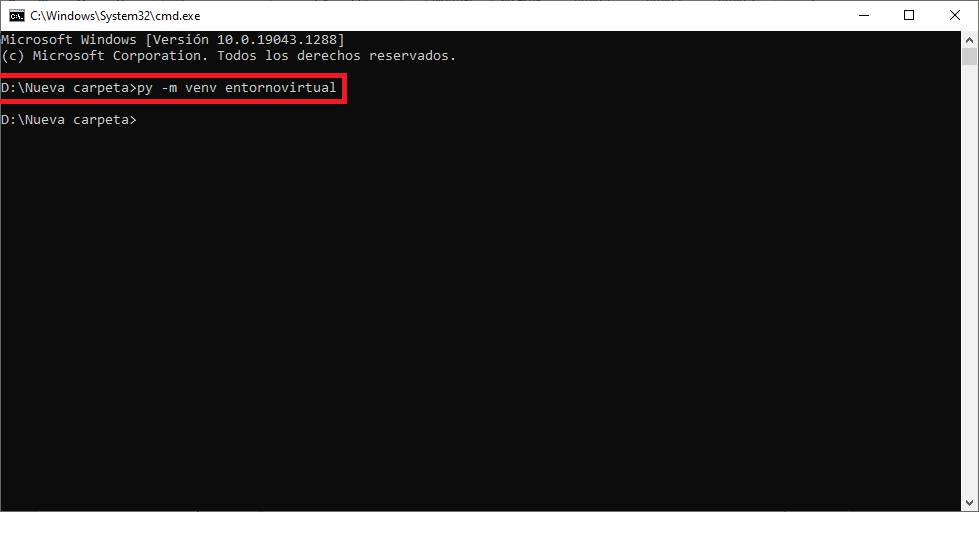 C:\Windows\System32\cmd.exe
Microsoft Windows [Versión 10.0.19043.1288]
(c) Microsoft Corporation. Todos los derechos reservados.
D:\Nueva carpeta>py -m venv entornovirtual
D:\Nueva carpeta>